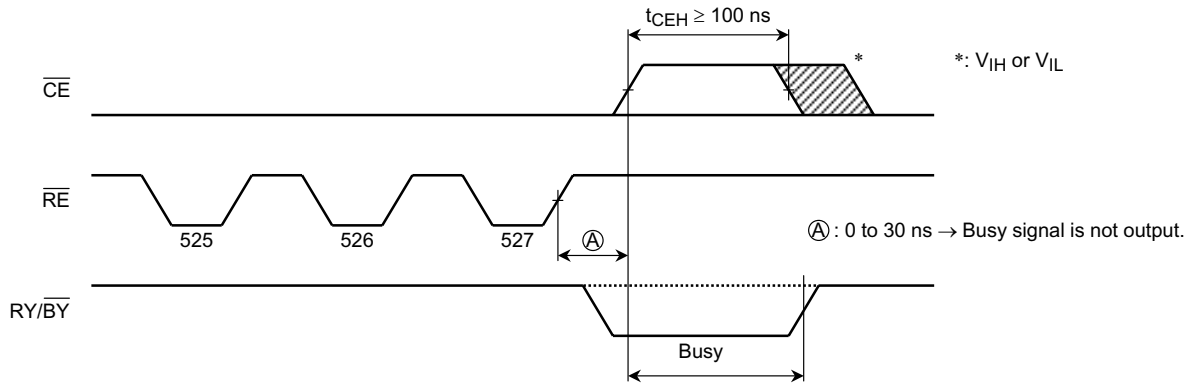 tCEH ≥ 100 ns
CE
*
*: VIH or VIL
RE
525
526
527
A
A : 0 to 30 ns → Busy signal is not output.
RY/BY
Busy